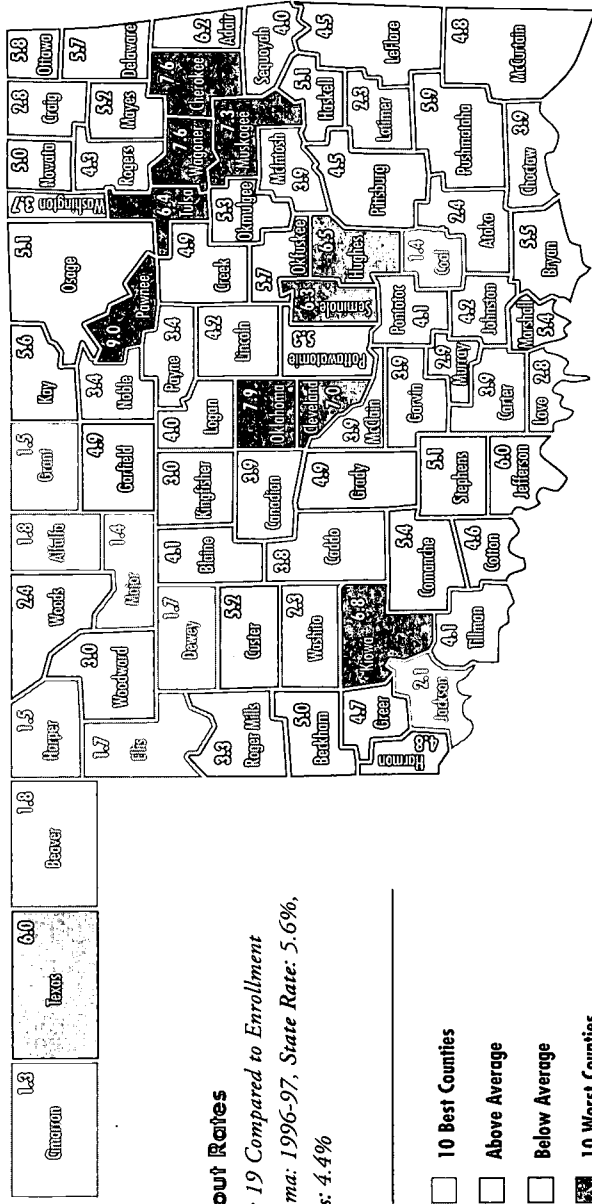 1.3
Cimarron
6.0
Texas
1.8
Beaver
1.5
Harper
2.4
Woods
1.8
Alfalfa
1.5
Grant
5.6
Kay
5.1
Osage
Washington
3.7
5.0
Nowata
2.8
Craig
5.8
Ottawa
5.7
Delaware
1.7
Ellis
3.0
Woodward
1.4
Major
4.9
Garfield
3.4
Noble
9.0
Pawnee
4.3
Rogers
5.2
Mayes
3.3
Roger Mills
1.7
Dewey
4.1
Blaine
3.0
Kingfisher
4.0
Logan
3.4
Payne
4.9
Creek
6.4
Tulsa
7.6
Wagoner
7.6
Cherokee
6.2
Adair
5.0
Beckham
5.2
Custer
3.9
Canadian
7.9
Oklahoma
4.2
Lincoln
5.7
Okfuskee
5.3
Okmulgee
7.3
Muskogee
4.0
Sequoyah
4.7
Greer
2.3
Washita
3.8
Caddo
4.9
Grady
7.0
Cleveland
3.9
McClain
5.5
Pottawatomie
Seminole
6.5
Hughes
3.9
McIntosh
5.1
Haskell
4.8
Harmon
6.8
Kiowa
5.4
Comanche
5.1
Stephens
3.9
Garvin
4.1
Pontotoc
1.4
Coal
4.5
Pittsburg
2.3
Latimer
4.5
LeFlore
2.1
Jackson
4.1
Tillman
4.6
Cotton
6.0
Jefferson
3.9
Carter
2.9
Murray
4.2
Johnston
2.4
Atoka
5.9
Pushmataha
4.8
McCurtain
2.8
Love
5.4
Marshall
5.5
Bryan
3.9
Choctaw
out Rates
19 Compared to Enrollment
ma: 1996-97, State Rate: 5.6%,
s: 4.4%
10 Best Counties
Above Average
Below Average
10 Worst Counties